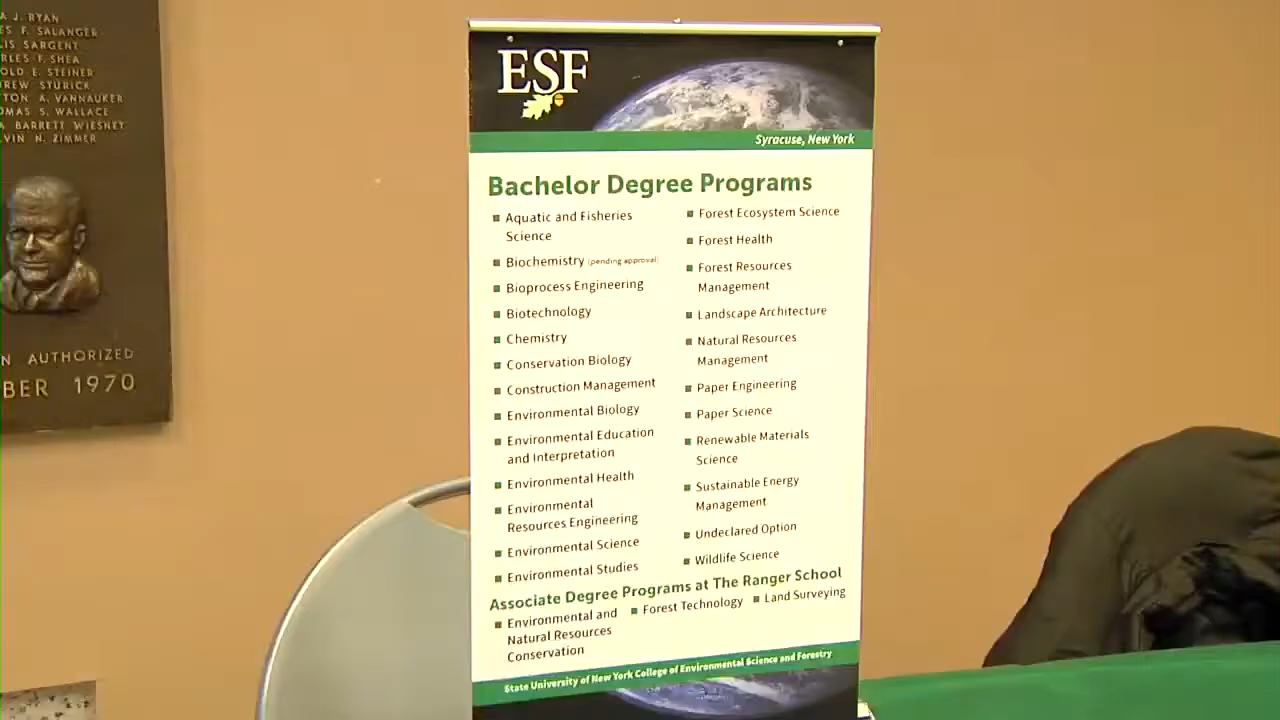 A J. RYAN
ES F. SALANGER
LIS SARGENT
RLES F. SHEA
OLD E. STEINER
DREW STURICK
TON A. VANNAUKER
OMAS S. WALLACE
A BARRETT WIESNET
LVIN N. ZIMMER
N AUTHORIZED
BER 1970
ESF
Syracuse, New York
Bachelor Degree Programs
Aquatic and Fisheries
Science
Biochemistry (pending approval)
Bioprocess Engineering
Biotechnology
Chemistry
Conservation Biology
Construction Management
Environmental Biology
Environmental Education
and Interpretation
Environmental Health
Environmental
Resources Engineering
Environmental Science
Environmental Studies
Forest Ecosystem Science
Forest Health
Forest Resources
Management
Landscape Architecture
Natural Resources
Management
Paper Engineering
Paper Science
Renewable Materials
Science
Sustainable Energy
Management
Undeclared Option
Wildlife Science
Associate Degree Programs at The Ranger School
Environmental and
Natural Resources
Conservation
Forest Technology
Land Surveying
State University of New York College of Environmental Science and Forestry